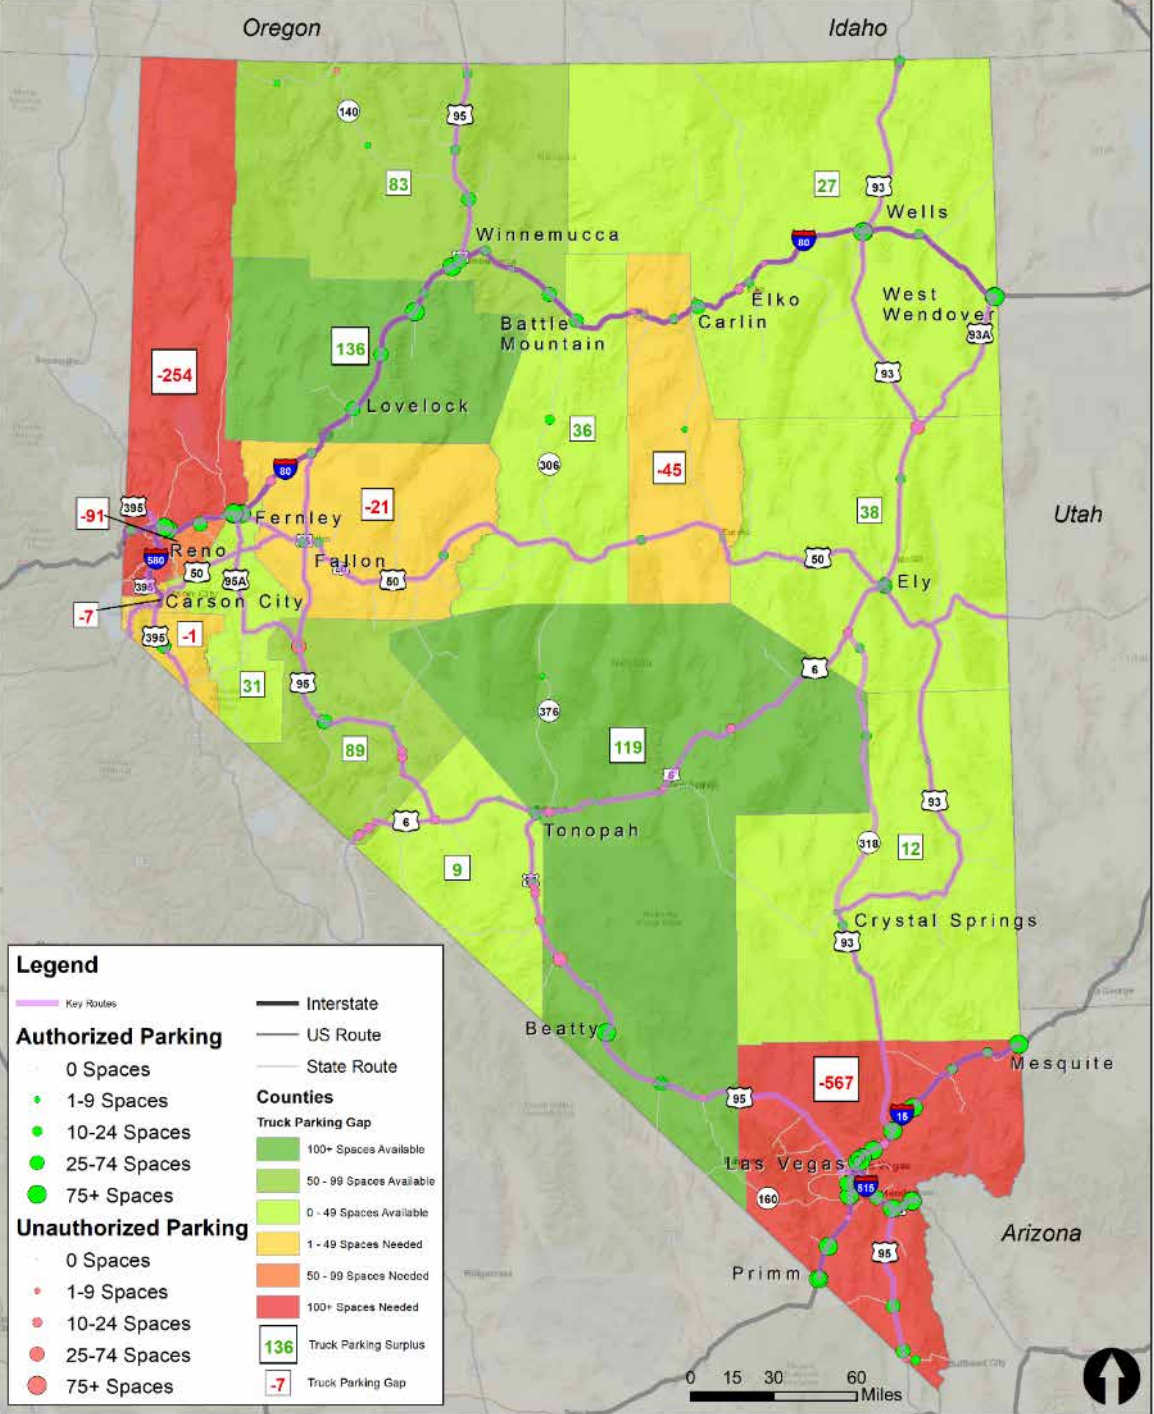 Oregon
Idaho
140
95
83
27
93
Wells
Winnemucca
80
Elko
West
Wendover
Battle
Mountain
Carlin
93A
136
-254
93
Lovelock
36
306
-45
80
-21
395
-91
Fernley
38
Utah
Reno
580
50
95A
Fallon
50
50
Ely
395
Carson City
-7
395
-1
6
31
95
376
89
119
6
93
6
Tonopah
318
12
9
Crystal Springs
93
Beatty
Mesquite
-567
95
15
Las Vegas
515
160
Arizona
95
Primm
Bullhead City
0 15 30 60
Miles
Legend
Key Routes
Interstate
US Route
State Route
Authorized Parking
0 Spaces
1-9 Spaces
10-24 Spaces
25-74 Spaces
75+ Spaces
Unauthorized Parking
0 Spaces
1-9 Spaces
10-24 Spaces
25-74 Spaces
75+ Spaces
Counties
Truck Parking Gap
100+ Spaces Available
50 - 99 Spaces Available
0 - 49 Spaces Available
1 - 49 Spaces Needed
50 - 99 Spaces Needed
100+ Spaces Needed
136 Truck Parking Surplus
-7 Truck Parking Gap